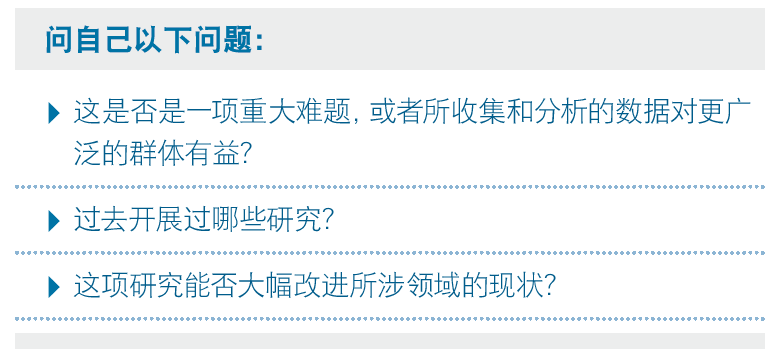 问自己以下问题:
这是否是一项重大难题, 或者所收集和分析的数据对更广
泛的群体有益?
过去开展过哪些研究?
这项研究能否大幅改进所涉领域的现状?